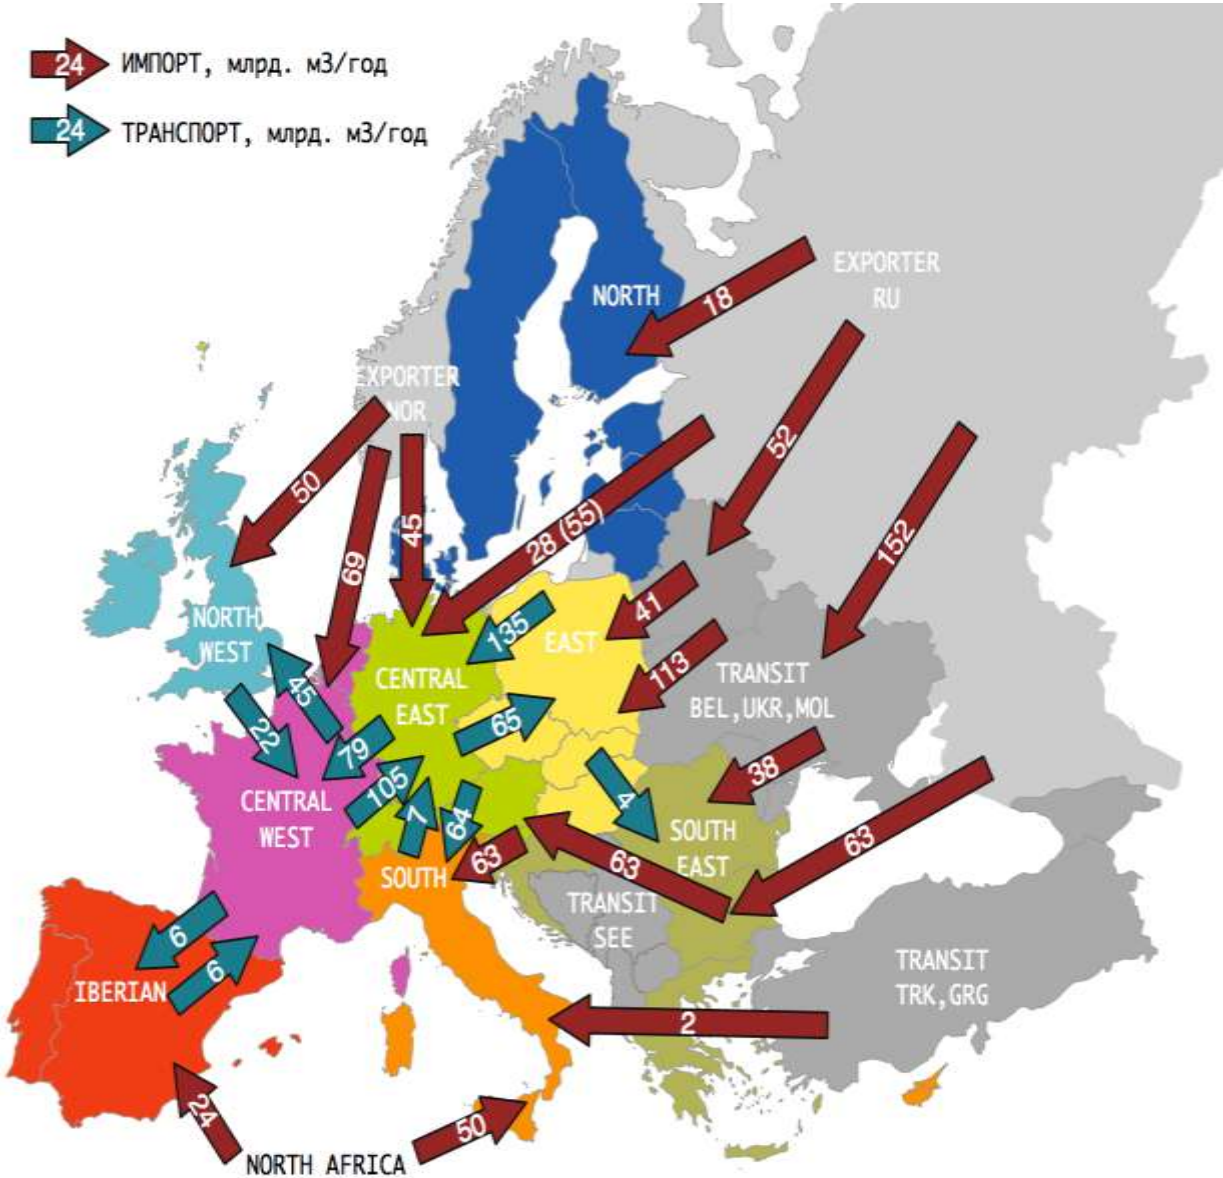 24 ИМПОРТ, млрд. м3/год
24 ТРАНСПОРТ, млрд. м3/год
EXPORTER
RU
NORTH
18
EXPORTER
NOR
52
50
28 (55)
45
152
69
41
NORTH
WEST
135
EAST
113
TRANSIT
BEL,UKR,MOL
CENTRAL
EAST
45
22
65
79
38
105
4
CENTRAL
WEST
7
64
SOUTH
EAST
63
63
63
SOUTH
TRANSIT
SEE
6
6
IBERIAN
TRANSIT
TRK,GRG
2
24
50
NORTH AFRICA